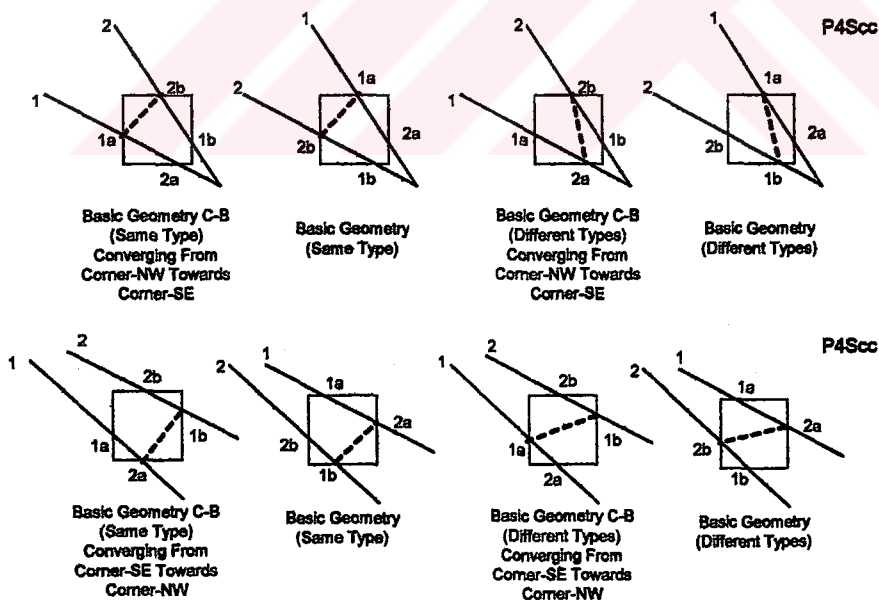 P4Scc
2
1
2b
1a
1b
2a
Basic Geometry C-B
(Same Type)
Converging From
Corner-NW Towards
Corner-SE
1
2
1a
2b
2a
1b
Basic Geometry
(Same Type)
2
1
2b
1a
1b
2a
Basic Geometry C-B
(Different Types)
Converging From
Corner-NW Towards
Corner-SE
1
2
1a
2b
2a
1b
Basic Geometry
(Different Types)
P4Scc
2
1
2b
1a
1b
2a
Basic Geometry C-B
(Same Type)
Converging From
Corner-SE Towards
Corner-NW
1
2
1a
2a
2b
1b
Basic Geometry
(Same Type)
2
1
2b
1a
1b
2a
Basic Geometry C-B
(Different Types)
Converging From
Corner-SE Towards
Corner-NW
1
2
1a
2a
2b
1b
Basic Geometry
(Different Types)